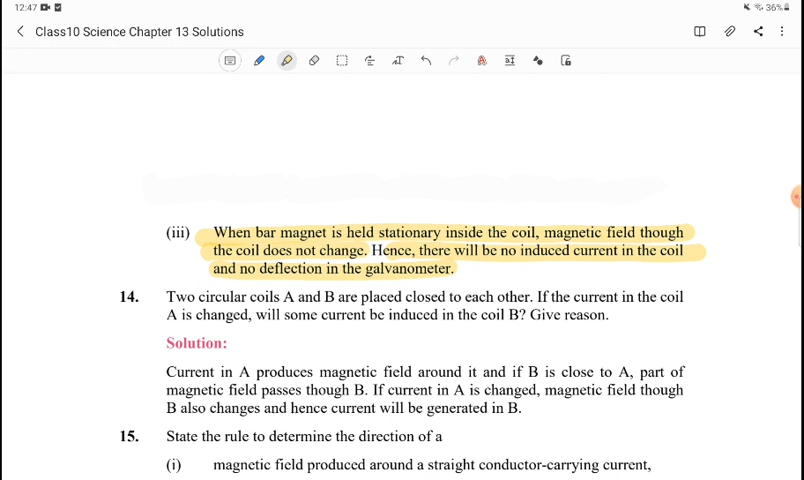 12:47
36%
Class10 Science Chapter 13 Solutions
(iii) When bar magnet is held stationary inside the coil, magnetic field though
the coil does not change. Hence, there will be no induced current in the coil
and no deflection in the galvanometer.
14. Two circular coils A and B are placed closed to each other. If the current in the coil
A is changed, will some current be induced in the coil B? Give reason.
Solution:
Current in A produces magnetic field around it and if B is close to A, part of
magnetic field passes though B. If current in A is changed, magnetic field though
B also changes and hence current will be generated in B.
15. State the rule to determine the direction of a
(i) magnetic field produced around a straight conductor-carrying current,